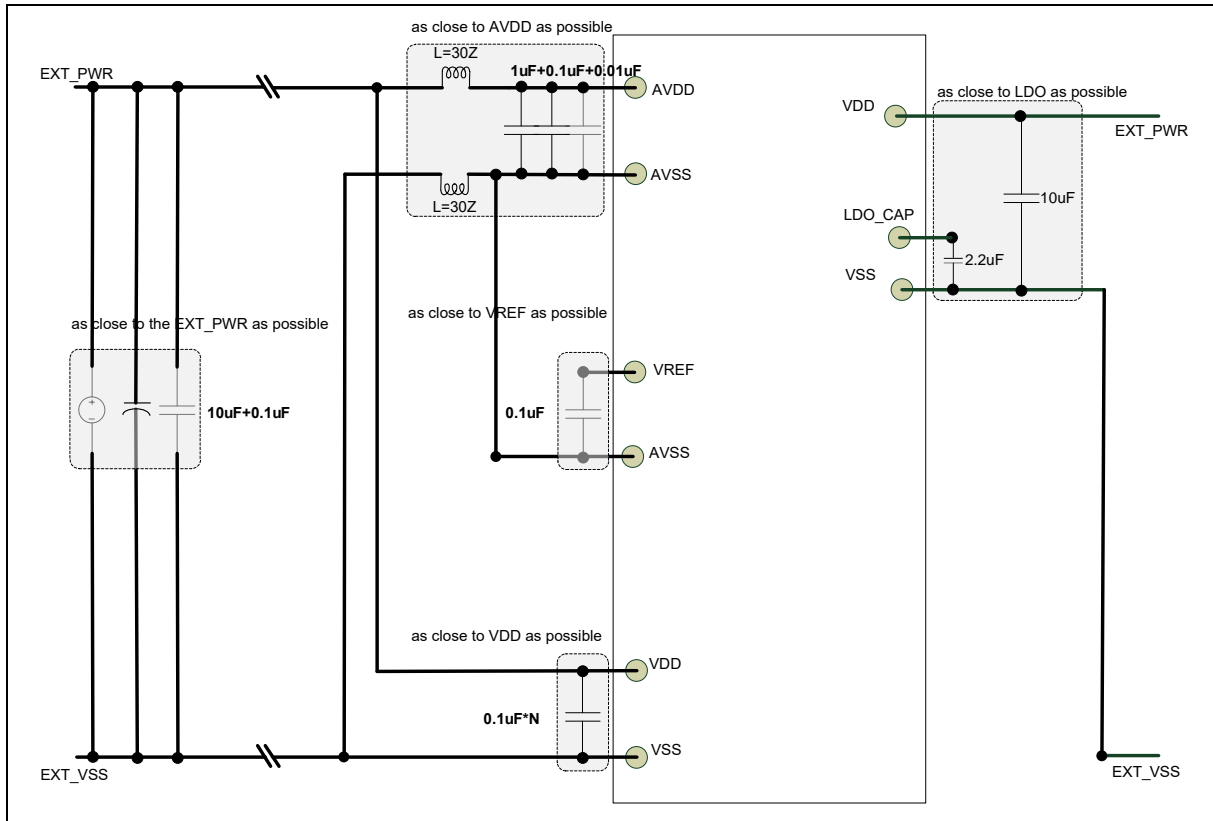 as close to AVDD as possible
L=30Z
EXT_PWR
1uF+0.1uF+0.01uF
AVDD
as close to LDO as possible
VDD
EXT_PWR
AVSS
L=30Z
10uF
LDO_CAP
2.2uF
VSS
as close to VREF as possible
as close to the EXT_PWR as possible
VREF
10uF+0.1uF
0.1uF
AVSS
as close to VDD as possible
VDD
0.1uF*N
VSS
EXT_VSS
EXT_VSS